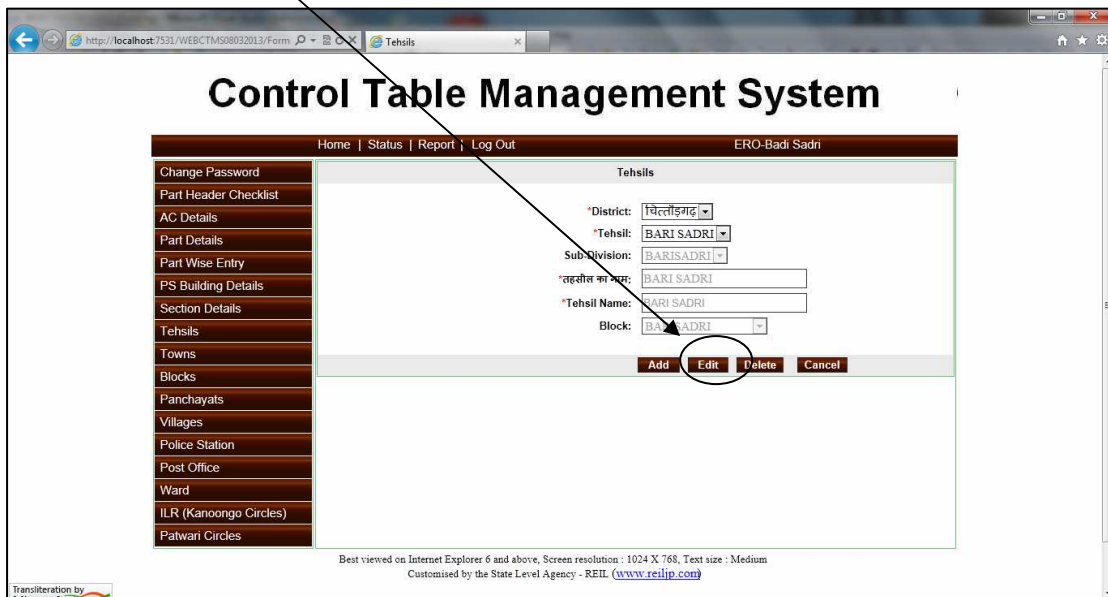 http://localhost:7531/WEBCTMS08032013/Form
Tehsils
Control Table Management System
Home | Status | Report | Log Out
ERO-Badi Sadri
Change Password
Part Header Checklist
AC Details
Part Details
Part Wise Entry
PS Building Details
Section Details
Tehsils
Towns
Blocks
Panchayats
Villages
Police Station
Post Office
Ward
ILR (Kanoongo Circles)
Patwari Circles
Tehsils
*District: चित्तौड़गढ़
*Tehsil: BARI SADRI
Sub-Division: BARISADRI
*तहसील का नाम: BARI SADRI
*Tehsil Name: BARI SADRI
Block: BARI SADRI
Add Edit Delete Cancel
Best viewed on Internet Explorer 6 and above, Screen resolution : 1024 X 768, Text size : Medium
Customised by the State Level Agency - REIL (www.reiljp.com)
Transliteration by